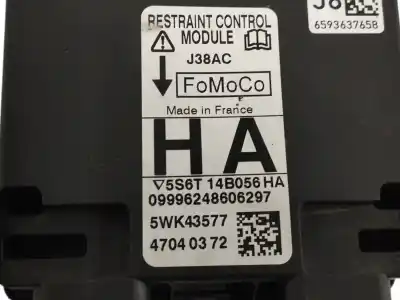 RESTRAINT CONTROL
MODULE
J38AC
FoMoCo
F
Made in France
HA
5S6T 14B056 HA
09996248606297
5WK43577
4704 03 72
J8
6593637658